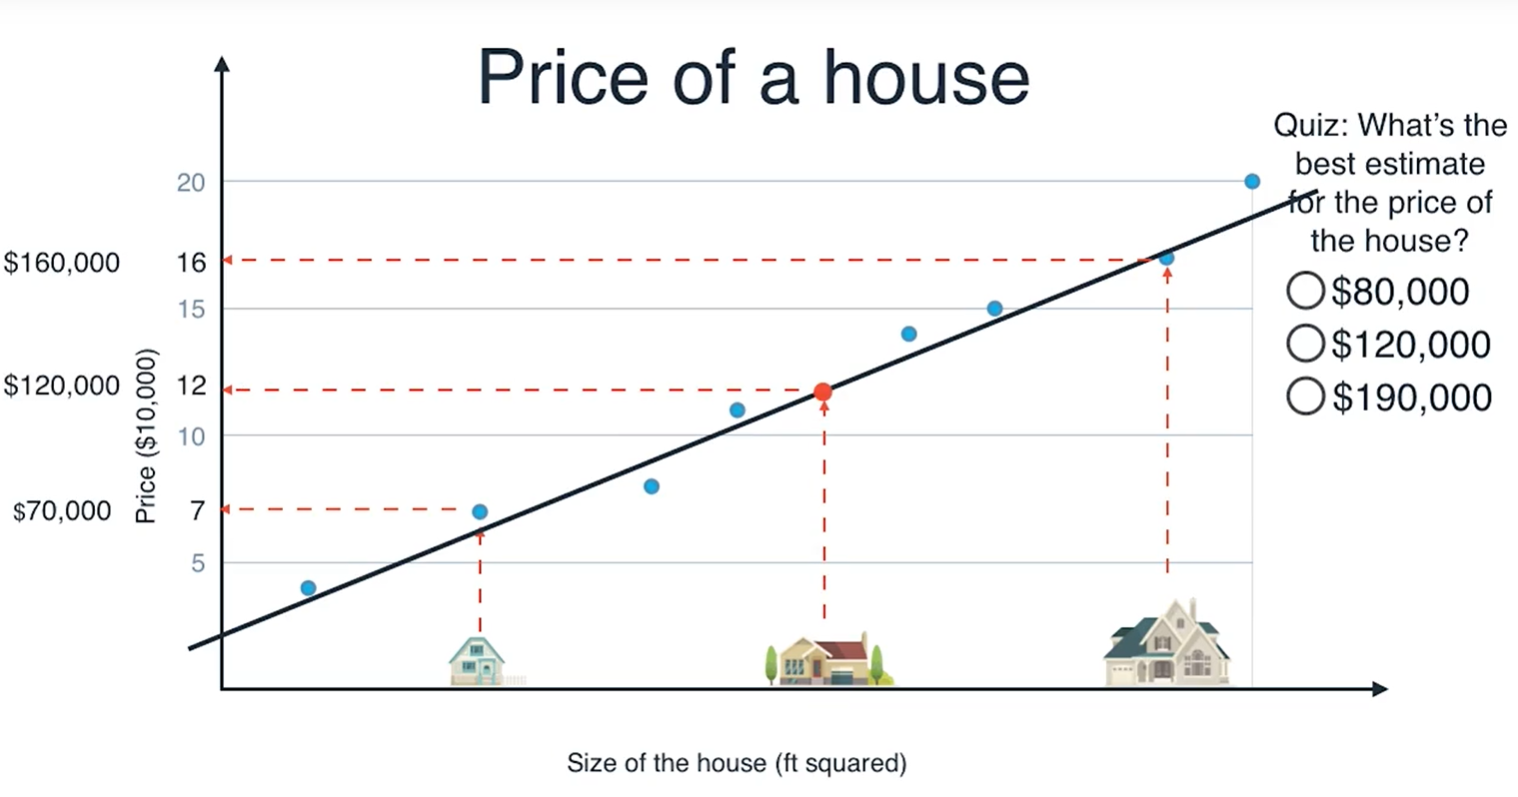 Price of a house
Quiz: What's the
best estimate
for the price of
the house?
$80,000
$120,000
$190,000
20
$160,000 16
15
$120,000 12
10
$70,000 7
5
Price ($10,000)
Size of the house (ft squared)